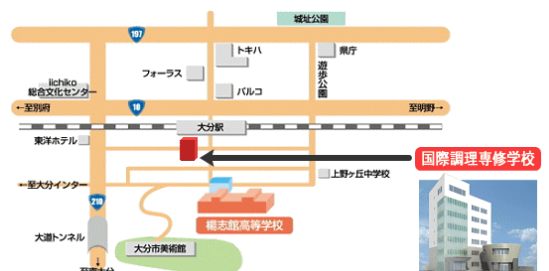 城址公園
197
トキハ
県庁
フォーラス
遊歩公園
iichiko
総合文化センター
パルコ
←至別府
10
至明野→
大分駅
東洋ホテル
国際調理専修学校
←至大分インター
上野ヶ丘中学校
210
楊志館高等学校
大道トンネル
大分市美術館